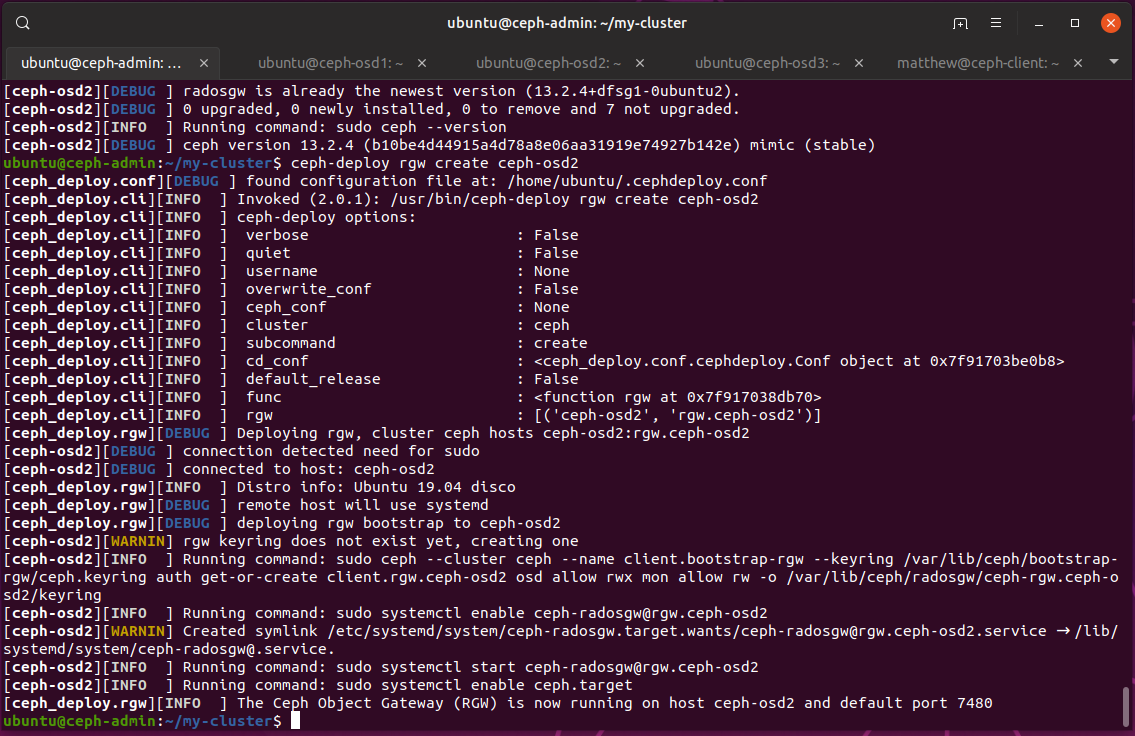 ubuntu@ceph-admin: ~/my-cluster
ubuntu@ceph-admin: ... ubuntu@ceph-osd1: ~ ubuntu@ceph-osd2: ~ ubuntu@ceph-osd3: ~ matthew@ceph-client: ~
[ceph-osd2][DEBUG ] radosgw is already the newest version (13.2.4+dfsg1-0ubuntu2).
[ceph-osd2][DEBUG ] 0 upgraded, 0 newly installed, 0 to remove and 7 not upgraded.
[ceph-osd2][INFO  ] Running command: sudo ceph --version
[ceph-osd2][DEBUG ] ceph version 13.2.4 (b10be4d44915a4d78a8e06aa31919e74927b142e) mimic (stable)
ubuntu@ceph-admin:~/my-cluster$ ceph-deploy rgw create ceph-osd2
[ceph_deploy.conf][DEBUG ] found configuration file at: /home/ubuntu/.cephdeploy.conf
[ceph_deploy.cli][INFO  ] Invoked (2.0.1): /usr/bin/ceph-deploy rgw create ceph-osd2
[ceph_deploy.cli][INFO  ] ceph-deploy options:
[ceph_deploy.cli][INFO  ]  verbose                       : False
[ceph_deploy.cli][INFO  ]  quiet                         : False
[ceph_deploy.cli][INFO  ]  username                      : None
[ceph_deploy.cli][INFO  ]  overwrite_conf                : False
[ceph_deploy.cli][INFO  ]  ceph_conf                     : None
[ceph_deploy.cli][INFO  ]  cluster                       : ceph
[ceph_deploy.cli][INFO  ]  subcommand                    : create
[ceph_deploy.cli][INFO  ]  cd_conf                       : <ceph_deploy.conf.cephdeploy.Conf object at 0x7f91703be0b8>
[ceph_deploy.cli][INFO  ]  default_release               : False
[ceph_deploy.cli][INFO  ]  func                          : <function rgw at 0x7f917038db70>
[ceph_deploy.cli][INFO  ]  rgw                           : [('ceph-osd2', 'rgw.ceph-osd2')]
[ceph_deploy.rgw][DEBUG ] Deploying rgw, cluster ceph hosts ceph-osd2:rgw.ceph-osd2
[ceph-osd2][DEBUG ] connection detected need for sudo
[ceph-osd2][DEBUG ] connected to host: ceph-osd2
[ceph_deploy.rgw][INFO  ] Distro info: Ubuntu 19.04 disco
[ceph_deploy.rgw][DEBUG ] remote host will use systemd
[ceph_deploy.rgw][DEBUG ] deploying rgw bootstrap to ceph-osd2
[ceph-osd2][WARNIN] rgw keyring does not exist yet, creating one
[ceph-osd2][INFO  ] Running command: sudo ceph --cluster ceph --name client.bootstrap-rgw --keyring /var/lib/ceph/bootstrap-
rgw/ceph.keyring auth get-or-create client.rgw.ceph-osd2 osd allow rwx mon allow rw -o /var/lib/ceph/radosgw/ceph-rgw.ceph-o
sd2/keyring
[ceph-osd2][INFO  ] Running command: sudo systemctl enable ceph-radosgw@rgw.ceph-osd2
[ceph-osd2][WARNIN] Created symlink /etc/systemd/system/ceph-radosgw.target.wants/ceph-radosgw@rgw.ceph-osd2.service → /lib/
systemd/system/ceph-radosgw@.service.
[ceph-osd2][INFO  ] Running command: sudo systemctl start ceph-radosgw@rgw.ceph-osd2
[ceph-osd2][INFO  ] Running command: sudo systemctl enable ceph.target
[ceph_deploy.rgw][INFO  ] The Ceph Object Gateway (RGW) is now running on host ceph-osd2 and default port 7480
ubuntu@ceph-admin:~/my-cluster$